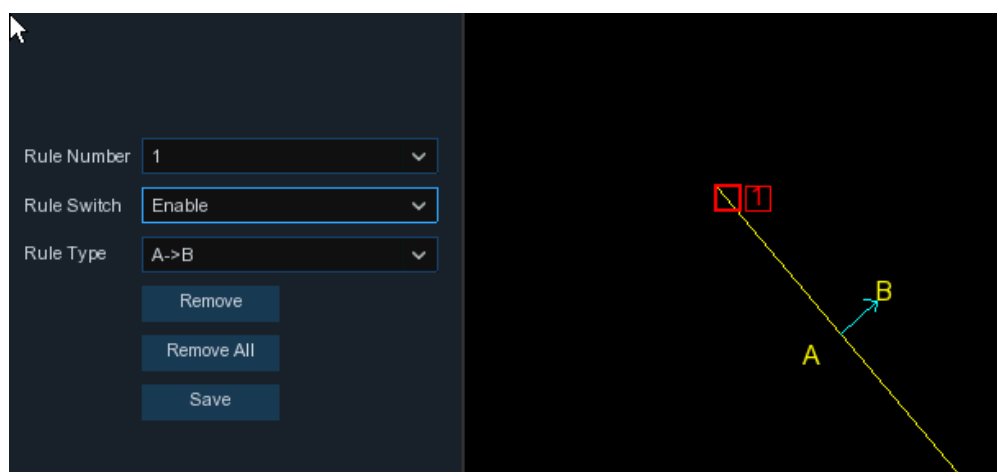 Rule Number 1
Rule Switch Enable
Rule Type A->B
Remove
Remove All
Save
1
B
A